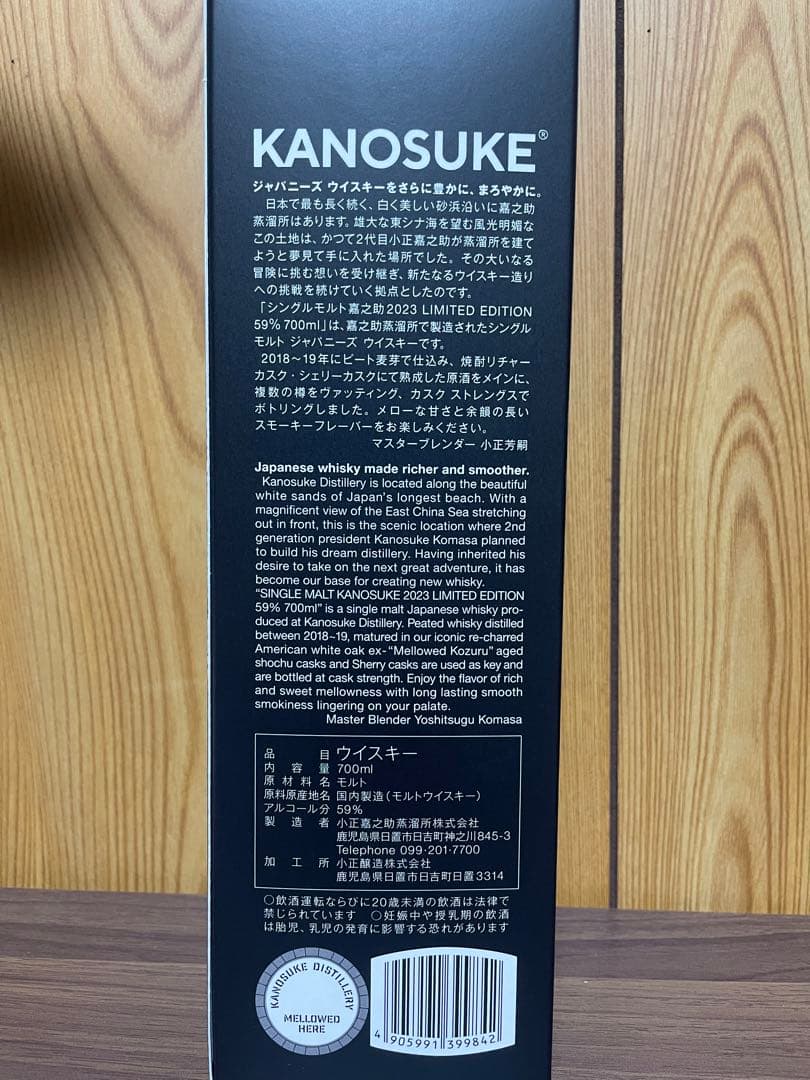 KANOSUKE®
ジャパニーズ ウイスキーをさらに豊かに、まろやかに。
日本で最も長く続く、白く美しい砂浜沿いに嘉之助
蒸溜所はあります。雄大な東シナ海を望む風光明媚な
この土地は、かつて2代目小正嘉之助が蒸溜所を建て
ようと夢見て手に入れた場所でした。その大いなる
冒険に挑む想いを受け継ぎ、新たなるウイスキー造り
への挑戦を続けていく拠点としたのです。
「シングルモルト嘉之助2023 LIMITED EDITION
59% 700ml」は、嘉之助蒸溜所で製造されたシングル
モルト ジャパニーズ ウイスキーです。
2018～19年にピート麦芽で仕込み、焼酎リチャー
カスク・シェリーカスクにて熟成した原酒をメインに、
複数の樽をヴァッティング、カスク ストレングスで
ボトリングしました。メローな甘さと余韻の長い
スモーキーフレーバーをお楽しみください。
マスターブレンダー 小正芳嗣
Japanese whisky made richer and smoother.
Kanosuke Distillery is located along the beautiful
white sands of Japan's longest beach. With a
magnificent view of the East China Sea stretching
out in front, this is the scenic location where 2nd
generation president Kanosuke Komasa planned
to build his dream distillery. Having inherited his
desire to take on the next great adventure, it has
become our base for creating new whisky.
"SINGLE MALT KANOSUKE 2023 LIMITED EDITION
59% 700ml" is a single malt Japanese whisky pro-
duced at Kanosuke Distillery. Peated whisky distilled
between 2018~19, matured in our iconic re-charred
American white oak ex-"Mellowed Kozuru" aged
shochu casks and Sherry casks are used as key and
are bottled at cask strength. Enjoy the flavor of rich
and sweet mellowness with long lasting smooth
smokiness lingering on your palate.
Master Blender Yoshitsugu Komasa
品目 ウイスキー
内容量 700ml
原材料名 モルト
原料原産地名 国内製造（モルトウイスキー）
アルコール分 59%
製造者 小正嘉之助蒸溜所株式会社
鹿児島県日置市日吉町神之川845-3
Telephone 099·201·7700
加工所 小正醸造株式会社
鹿児島県日置市日吉町日置3314
○飲酒運転ならびに20歳未満の飲酒は法律で
禁じられています ○妊娠中や授乳期の飲酒
は胎児、乳児の発育に影響する恐れがあります
KANOSUKE DISTILLERY
MELLOWED
HERE
4 905991 399842